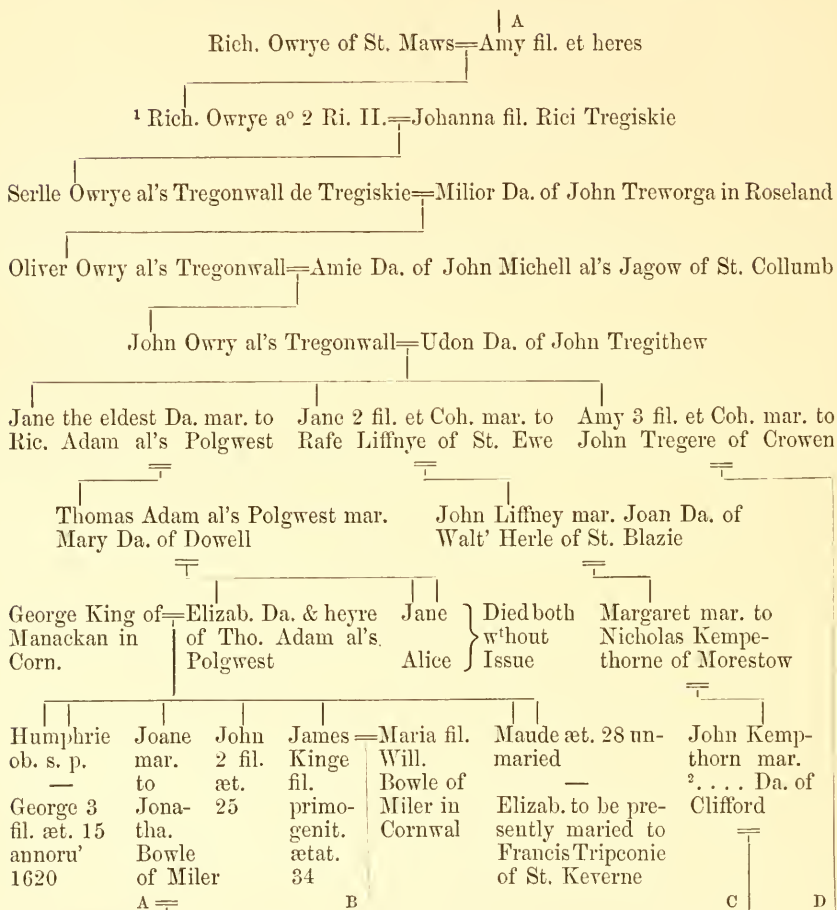 A
Rich. Owrye of St. Maws=Amy fil. et heres
¹ Rich. Owrye aº 2 Ri. II.=Johanna fil. Rici Tregiskie
Serlle Owrye al's Tregonwall de Tregiskie=Milior Da. of John Treworga in Roseland
Oliver Owry al's Tregonwall=Amie Da. of John Michell al's Jagow of St. Collumb
John Owry al's Tregonwall=Udon Da. of John Tregithew
Jane the eldest Da. mar. to
Ric. Adam al's Polgwest
Jane 2 fil. et Coh. mar. to
Rafe Liffnye of St. Ewe
Amy 3 fil. et Coh. mar. to
John Tregere of Crowen
Thomas Adam al's Polgwest mar.
Mary Da. of Dowell
John Liffney mar. Joan Da. of
Walt' Herle of St. Blazie
George King of=
Manackan in
Corn.
Elizab. Da. & heyre
of Tho. Adam al's.
Polgwest
Jane
Alice
Died both
wᵗhout
Issue
Margaret mar. to
Nicholas Kempe-
thorne of Morestow
Humphrie
ob. s. p.
—
George 3
fil. æt. 15
annoru'
1620
Joane
mar.
to
Jona-
tha.
Bowle
of Miler
John
2 fil.
æt.
25
James=
Kinge
fil.
primo-
genit.
ætat.
34
Maria fil.
Will.
Bowle of
Miler in
Cornwal
Maude æt. 28 un-
maried
—
Elizab. to be pre-
sently maried to
Francis Tripconie
of St. Keverne
John Kemp-
thorn mar.
². . . . Da. of
Clifford
A
B
C
D